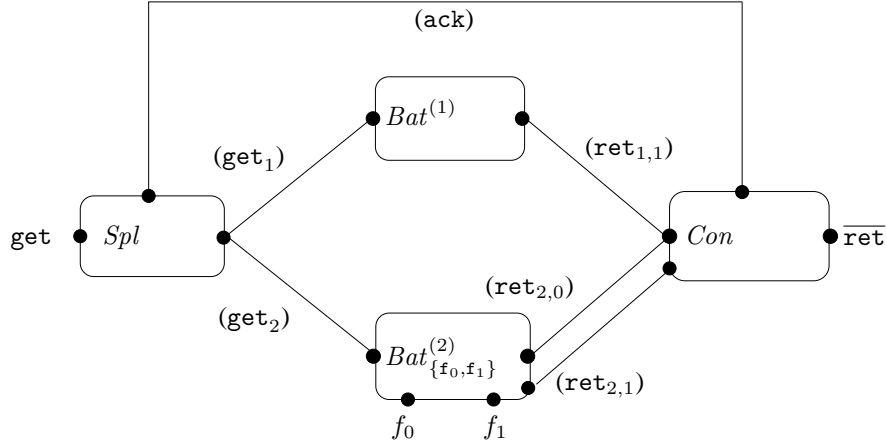 (ack)
Bat^(1)
(get_1)
(ret_{1,1})
get
Spl
Con
\overline{ret}
(get_2)
(ret_{2,0})
Bat^(2)_{\{f_0,f_1\}}
(ret_{2,1})
f_0
f_1